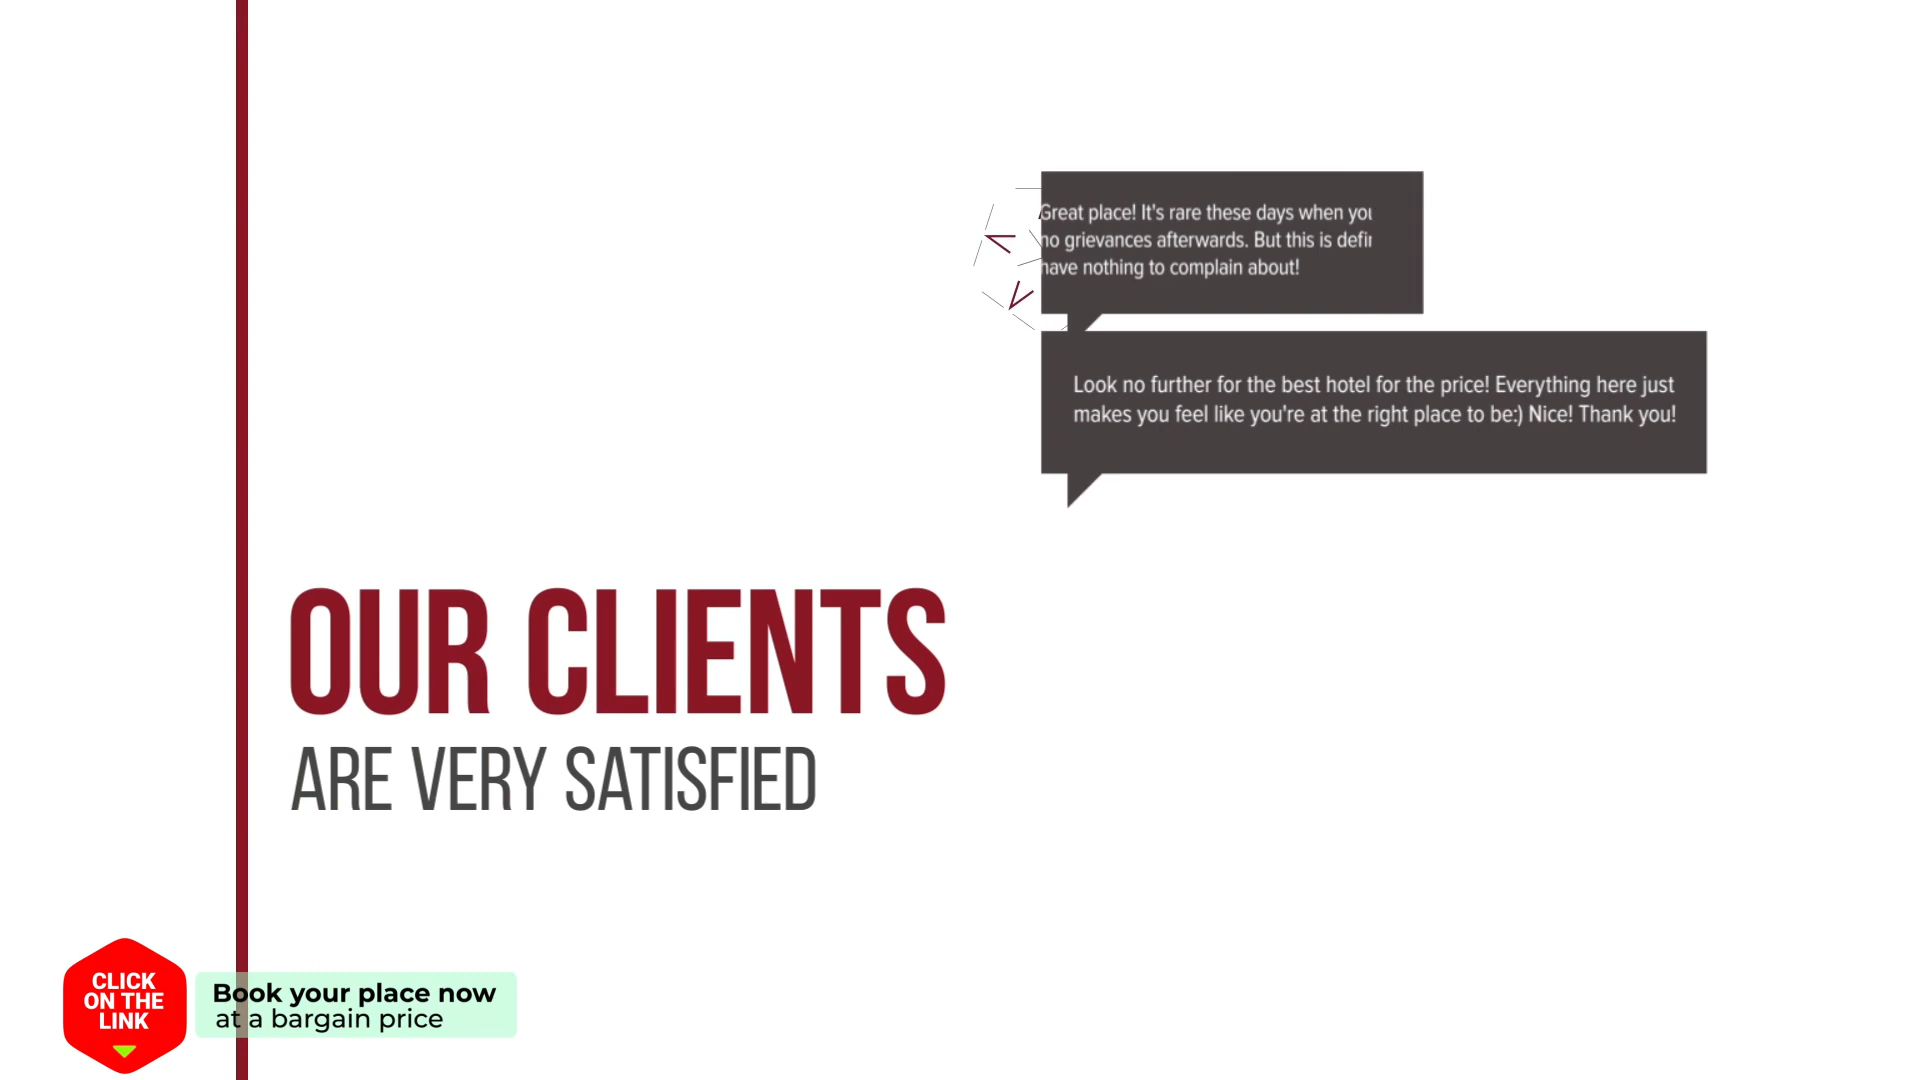 Great place! It's rare these days when you
no grievances afterwards. But this is
have nothing to complain about!
Look no further for the best hotel for the price! Everything here just
makes you feel like you're at the right place to be:) Nice! Thank you!
OUR CLIENTS
ARE VERY SATISFIED
CLICK
ON THE
LINK
Book your place now
at a bargain price